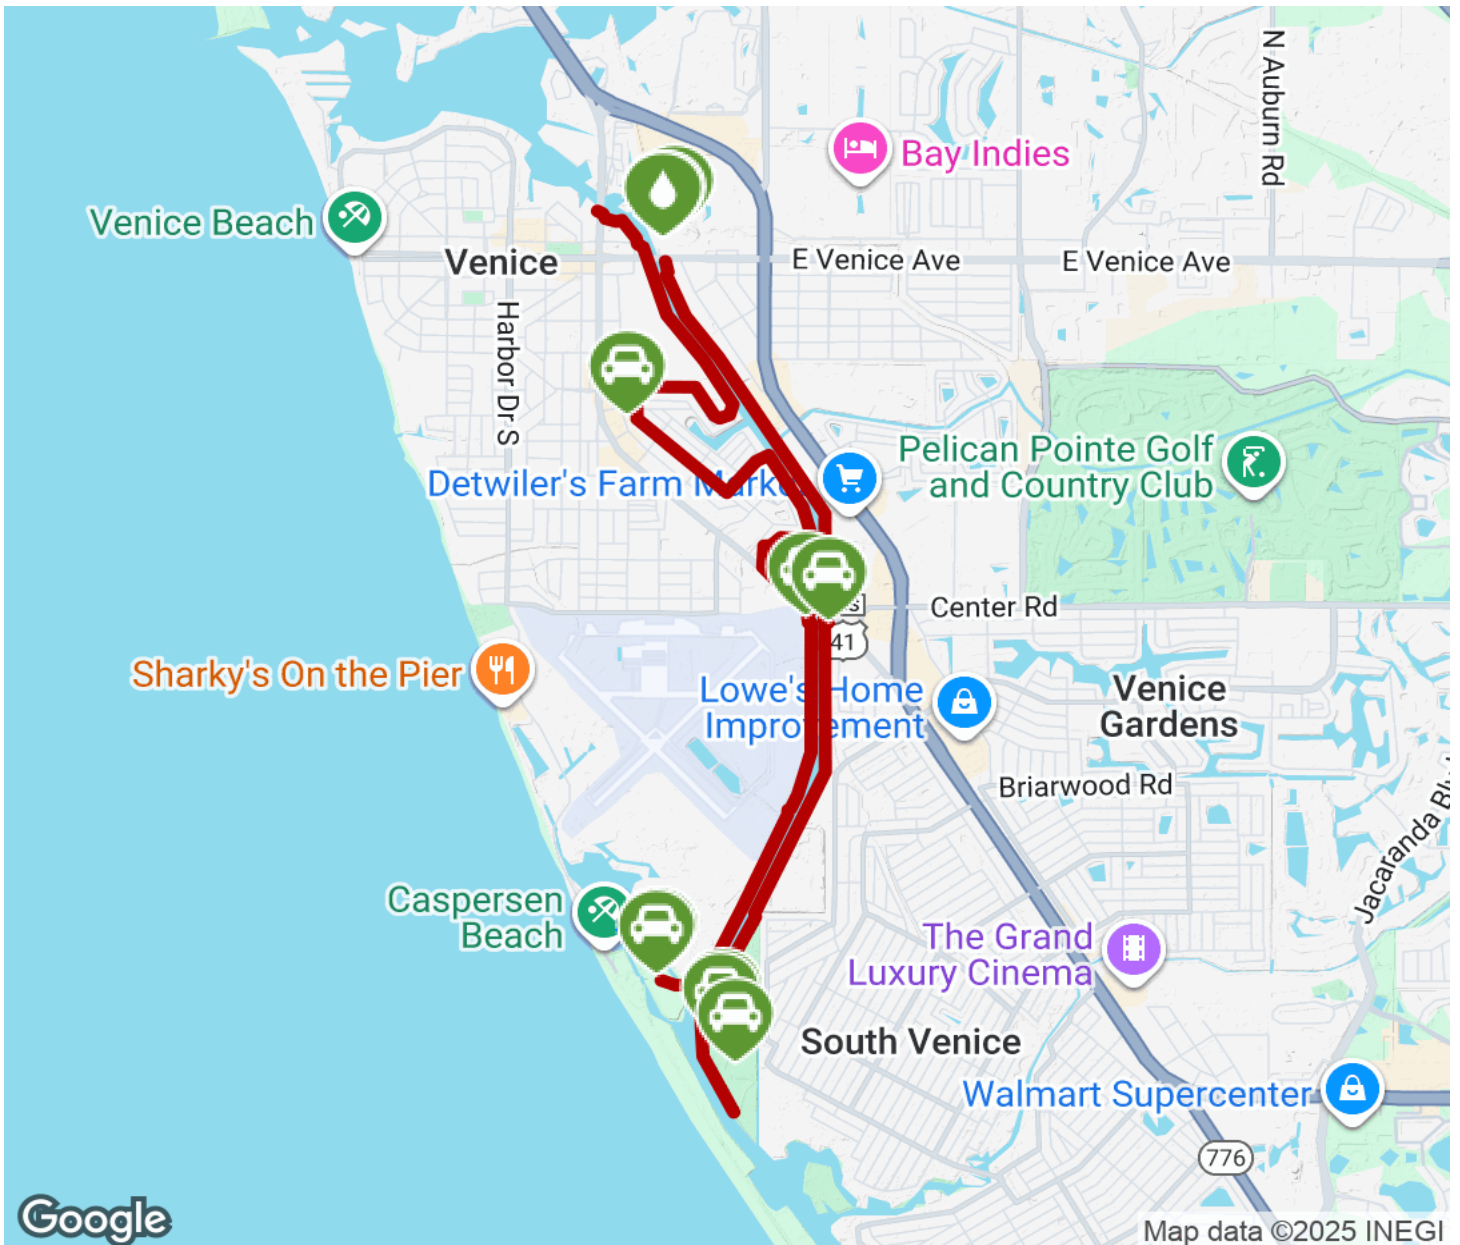 N Auburn Rd
Bay Indies
Venice Beach
Venice
E Venice Ave
E Venice Ave
Harbor Dr S
Pelican Pointe Golf
and Country Club
Detwiler's Farm
Center Rd
41
Sharky's On the Pier
Lowe's Home
Improvement
Venice
Gardens
Briarwood Rd
Jacaranda
Caspersen
Beach
The Grand
Luxury Cinema
South Venice
Walmart Supercenter
776
Google
Map data ©2025 INEGI